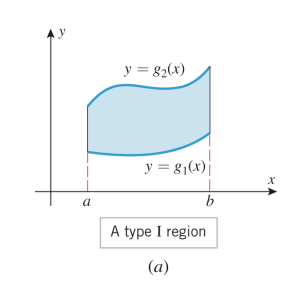 y
y = g₂(x)
y = g₁(x)
x
a
b
A type I region
(a)